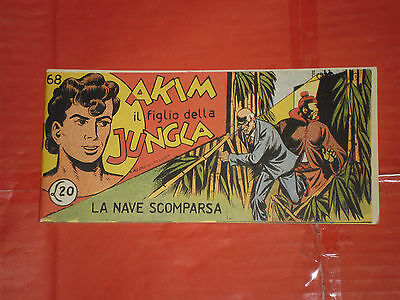 68
AKIM
il figlio della
JUNGLA
L. 20
LA NAVE SCOMPARSA